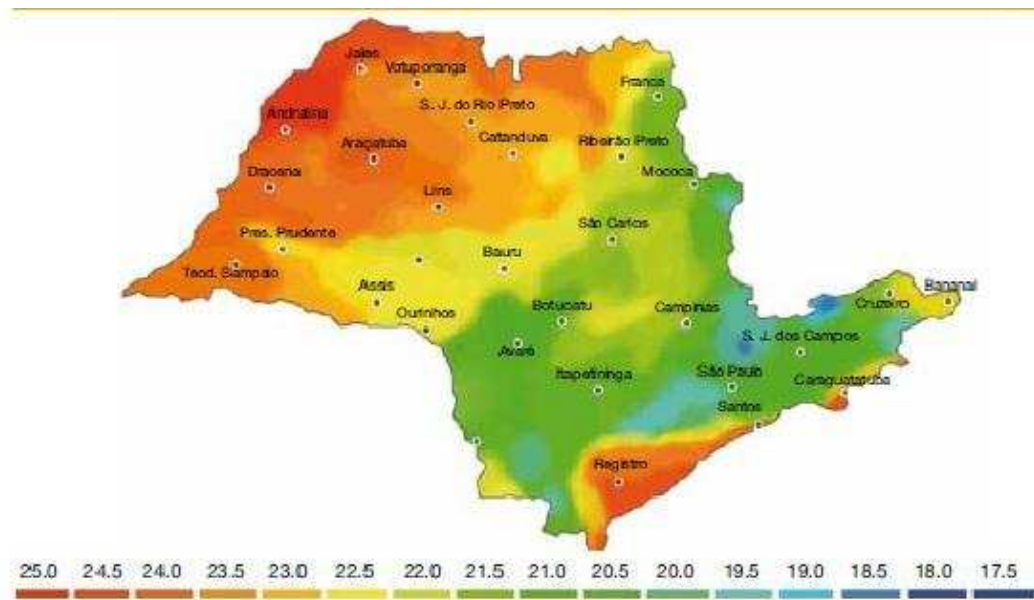 Jales
Votuporanga
S. J. do Rio Preto
Franca
Andradina
Araçatuba
Cattanduva
Ribeirão Preto
Dracena
Mococa
Lins
São Carlos
Pres. Prudente
Bauru
Teod. Siampaio
Assis
Bananal
Cruzeiro
Ourinhos
Botucatu
Campinas
S. J. dos Campos
Avaré
Itapetininga
São Paulo
Caraguatatuba
Santos
Registro
25.0 24.5 24.0 23.5 23.0 22.5 22.0 21.5 21.0 20.5 20.0 19.5 19.0 18.5 18.0 17.5